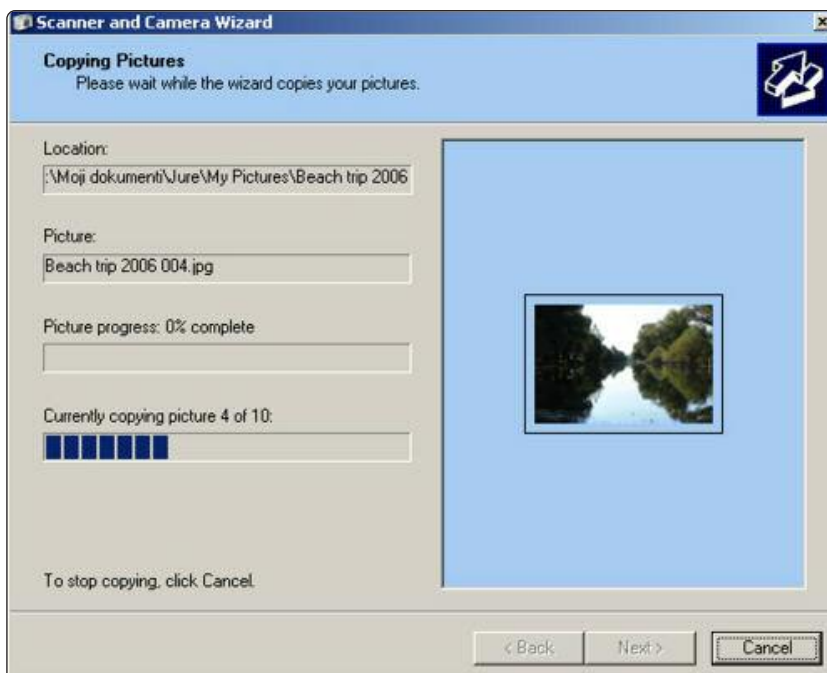 Scanner and Camera Wizard
Copying Pictures
Please wait while the wizard copies your pictures.
Location:
:\Moji dokumenti\Jure\My Pictures\Beach trip 2006
Picture:
Beach trip 2006 004.jpg
Picture progress: 0% complete
Currently copying picture 4 of 10:
To stop copying, click Cancel.
< Back
Next >
Cancel